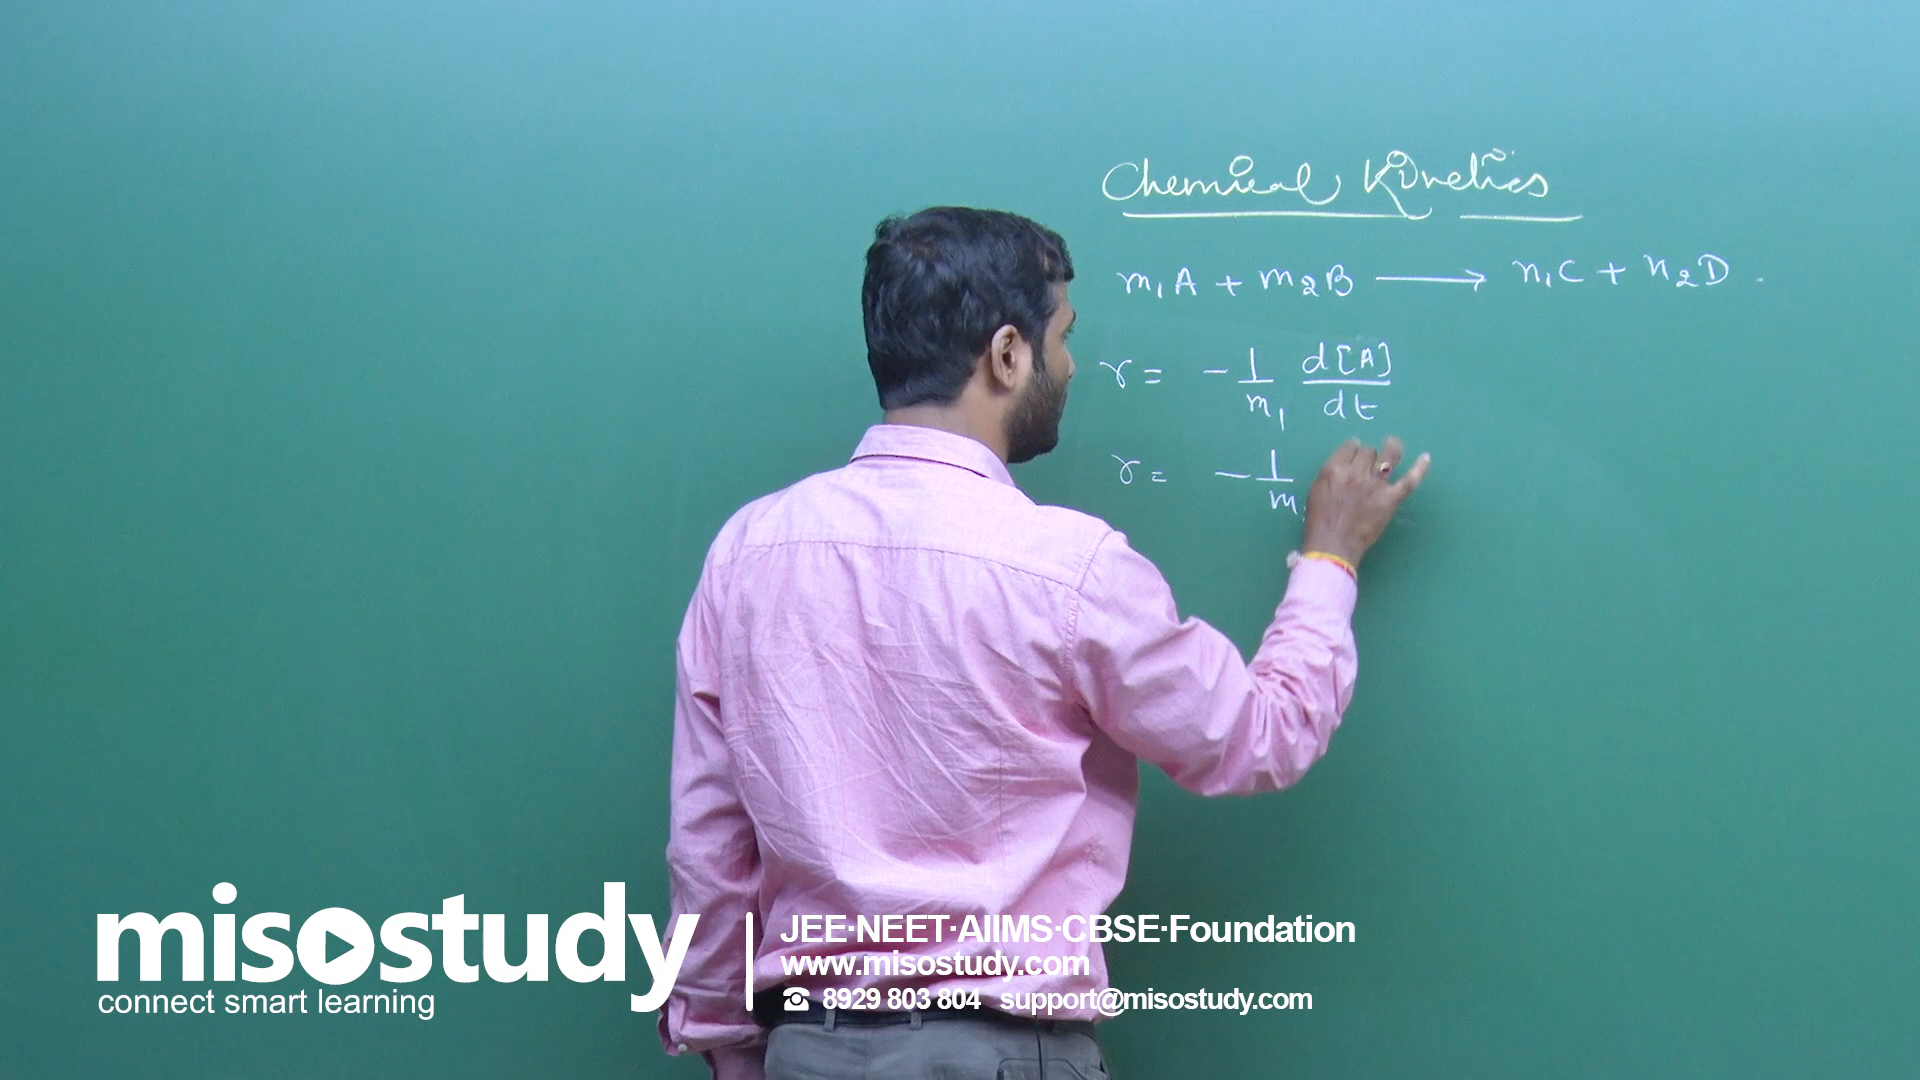 Chemical Kinetics
m₁A + m₂B ⟶ n₁C + n₂D
r = - 1/m₁ d[A]/dt
r = - 1/m
misostudy
connect smart learning
JEE·NEET·AIIMS·CBSE·Foundation
www.misostudy.com
8929 803 804 support@misostudy.com